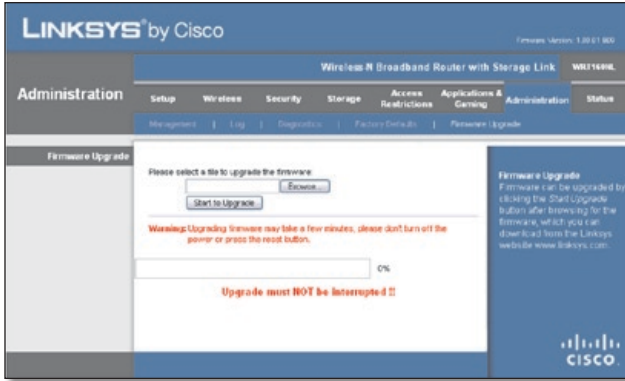 LINKSYS® by Cisco
Firmware Version:
Wireless-N Broadband Router with Storage Link
Administration
Setup Wireless Security Storage Access Restrictions Applications & Gaming Administration Status
Management | Log | Diagnostics | Factory Defaults | Firmware Upgrade
Firmware Upgrade
Please select a file to upgrade the firmware:
Browse...
Start to Upgrade
Warning: Upgrading firmware may take a few minutes, please don't turn off the
power or press the reset button.
0%
Upgrade must NOT be interrupted !!
Firmware Upgrade
Firmware can be upgraded by
clicking the Start Upgrade
button after browsing for the
firmware, which you can
download from the Linksys
website www.linksys.com.
CISCO.